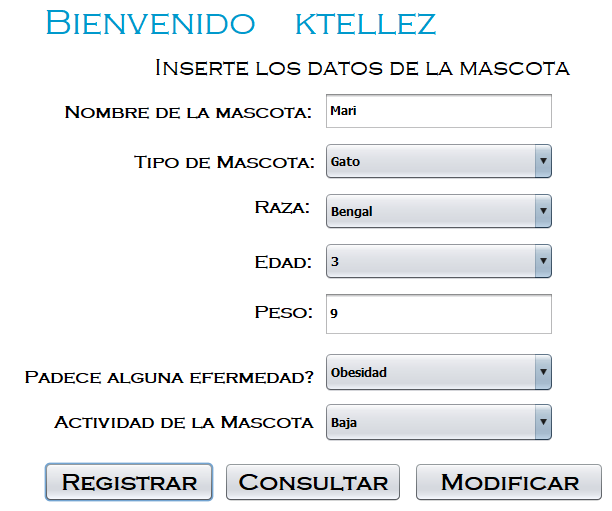 Bienvenido ktellez
Inserte los datos de la mascota
Nombre de la mascota: Mari
Tipo de Mascota: Gato
Raza: Bengal
Edad: 3
Peso: 9
Padece alguna efermedad? Obesidad
Actividad de la Mascota Baja
Registrar Consultar Modificar